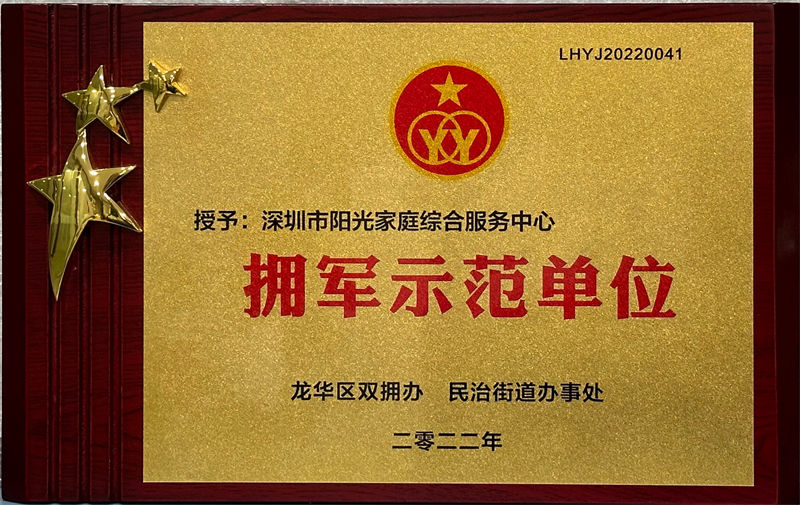 LHYJ20220041
YY
授予：深圳市阳光家庭综合服务中心
拥军示范单位
龙华区双拥办 民治街道办事处
二零二二年